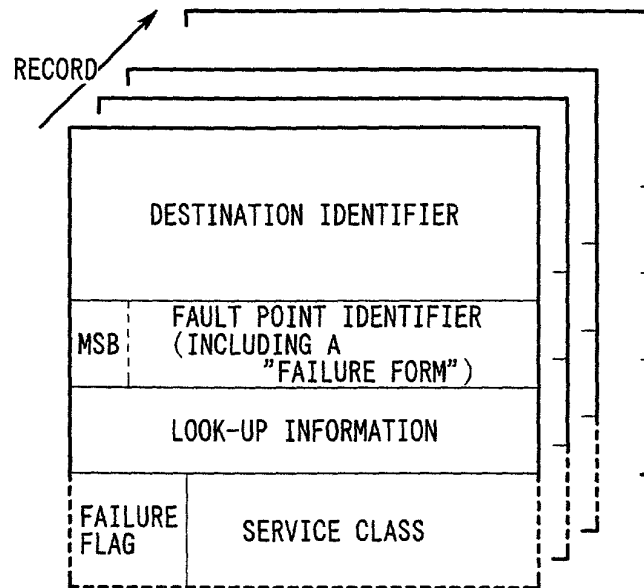 RECORD
DESTINATION IDENTIFIER
MSB
FAULT POINT IDENTIFIER
(INCLUDING A
"FAILURE FORM")
LOOK-UP INFORMATION
FAILURE
FLAG
SERVICE CLASS